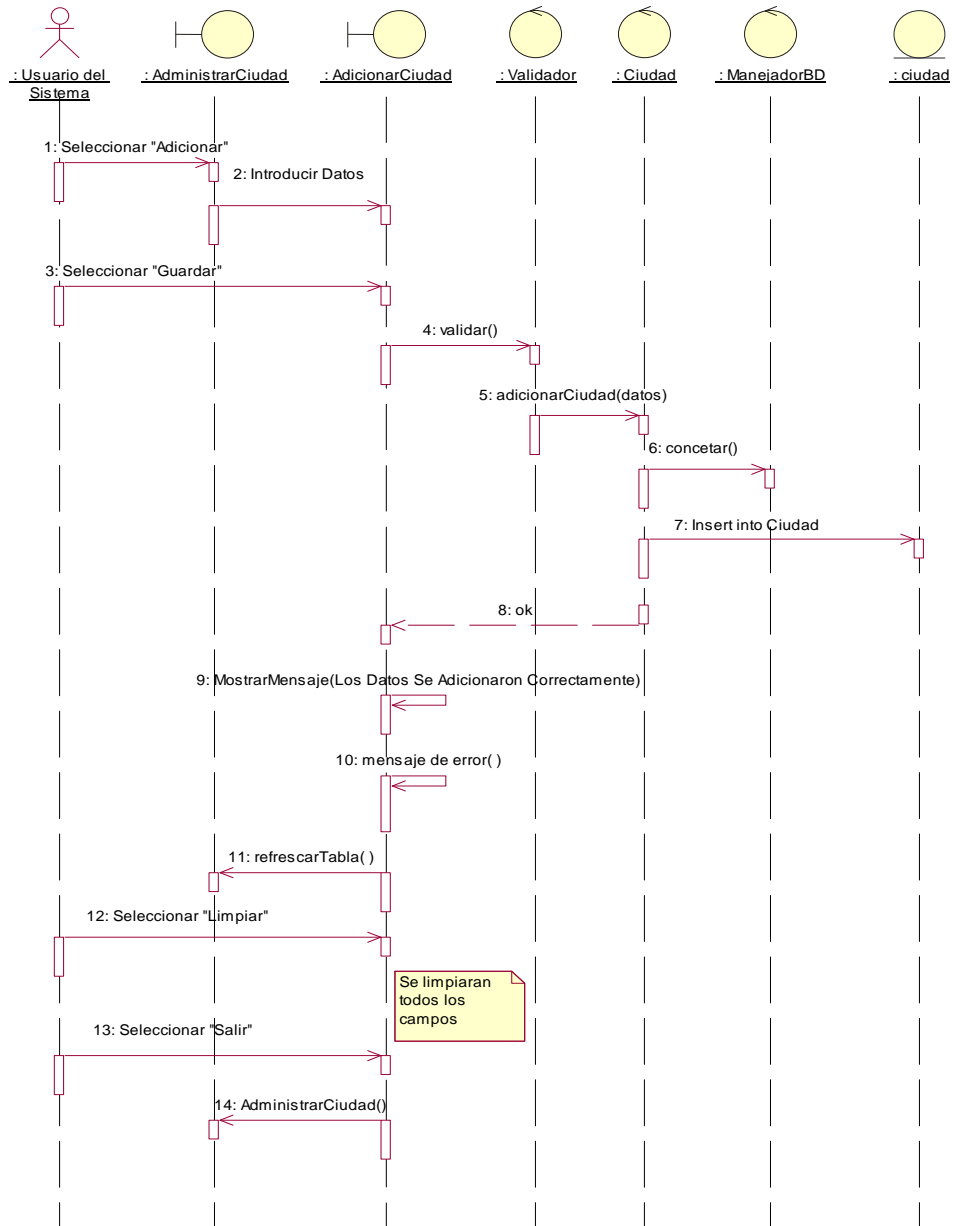 : Usuario del
Sistema
: AdministrarCiudad
: AdicionarCiudad
: Validador
: Ciudad
: ManejadorBD
: ciudad
1: Seleccionar "Adicionar"
2: Introducir Datos
3: Seleccionar "Guardar"
4: validar()
5: adicionarCiudad(datos)
6: concetar()
7: Insert into Ciudad
8: ok
9: MostrarMensaje(Los Datos Se Adicionaron Correctamente)
10: mensaje de error( )
11: refrescarTabla( )
12: Seleccionar "Limpiar"
Se limpiaran
todos los
campos
13: Seleccionar "Salir"
14: AdministrarCiudad()